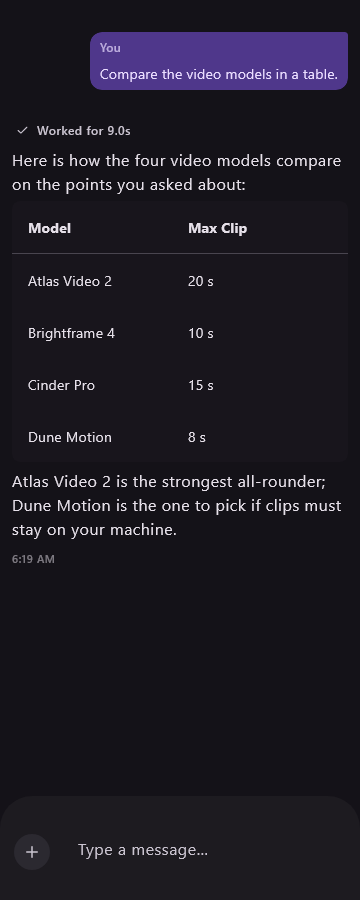 You
Compare the video models in a table.
Worked for 9.0s
Here is how the four video models compare
on the points you asked about:
Model Max Clip
Atlas Video 2 20 s
Brightframe 4 10 s
Cinder Pro 15 s
Dune Motion 8 s
Atlas Video 2 is the strongest all-rounder;
Dune Motion is the one to pick if clips must
stay on your machine.
6:19 AM
Type a message...